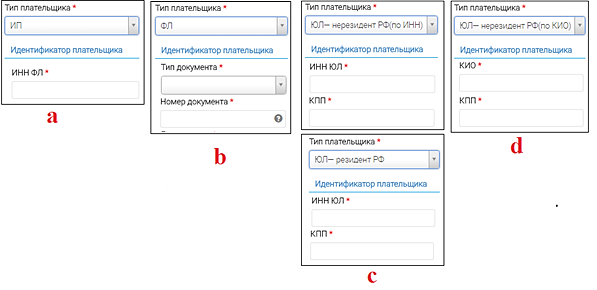 Тип плательщика *
ИП
Идентификатор плательщика
ИНН ФЛ *
a
Тип плательщика *
ФЛ
Идентификатор плательщика
Тип документа *
Номер документа *
b
Тип плательщика *
ЮЛ— нерезидент РФ(по ИНН)
Идентификатор плательщика
ИНН ЮЛ *
КПП *
Тип плательщика *
ЮЛ— резидент РФ
Идентификатор плательщика
ИНН ЮЛ *
КПП *
c
Тип плательщика *
ЮЛ— нерезидент РФ(по КИО)
Идентификатор плательщика
КИО *
КПП *
d